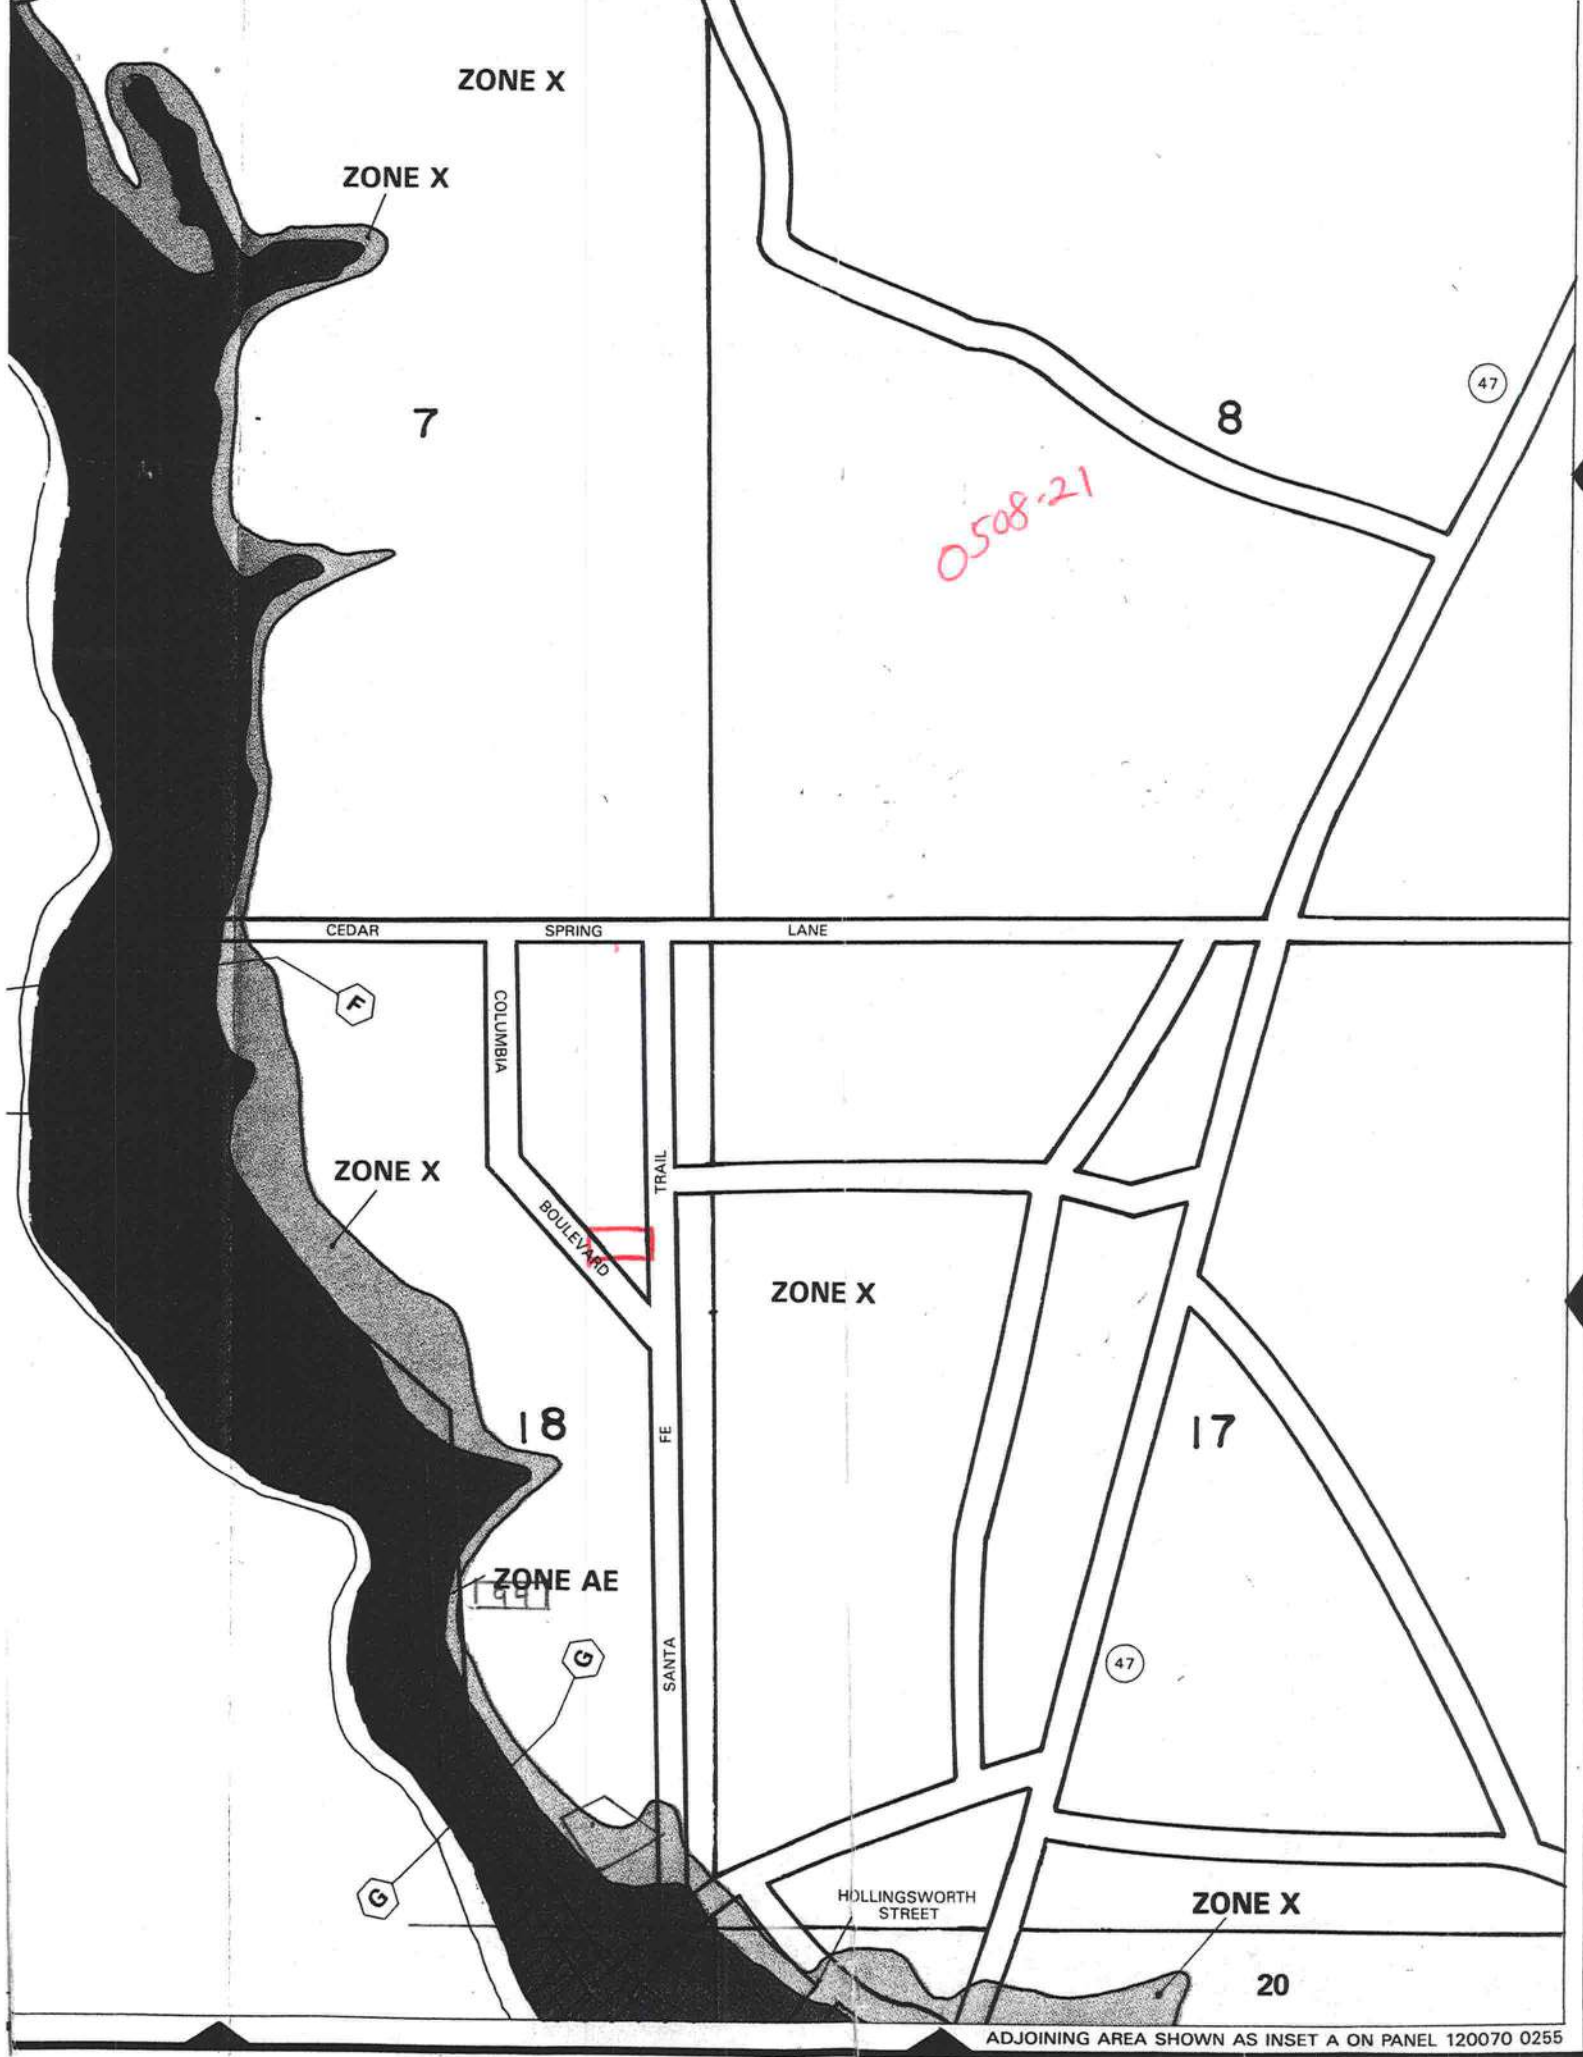 ZONE X
ZONE X
47
8
7
0508-21
CEDAR SPRING LANE
F
COLUMBIA
TRAIL
ZONE X
BOULEVARD
ZONE X
18
FE
17
ZONE AE
1991
G
SANTA
47
G
HOLLINGSWORTH
STREET
ZONE X
20
ADJOINING AREA SHOWN AS INSET A ON PANEL 120070 0255